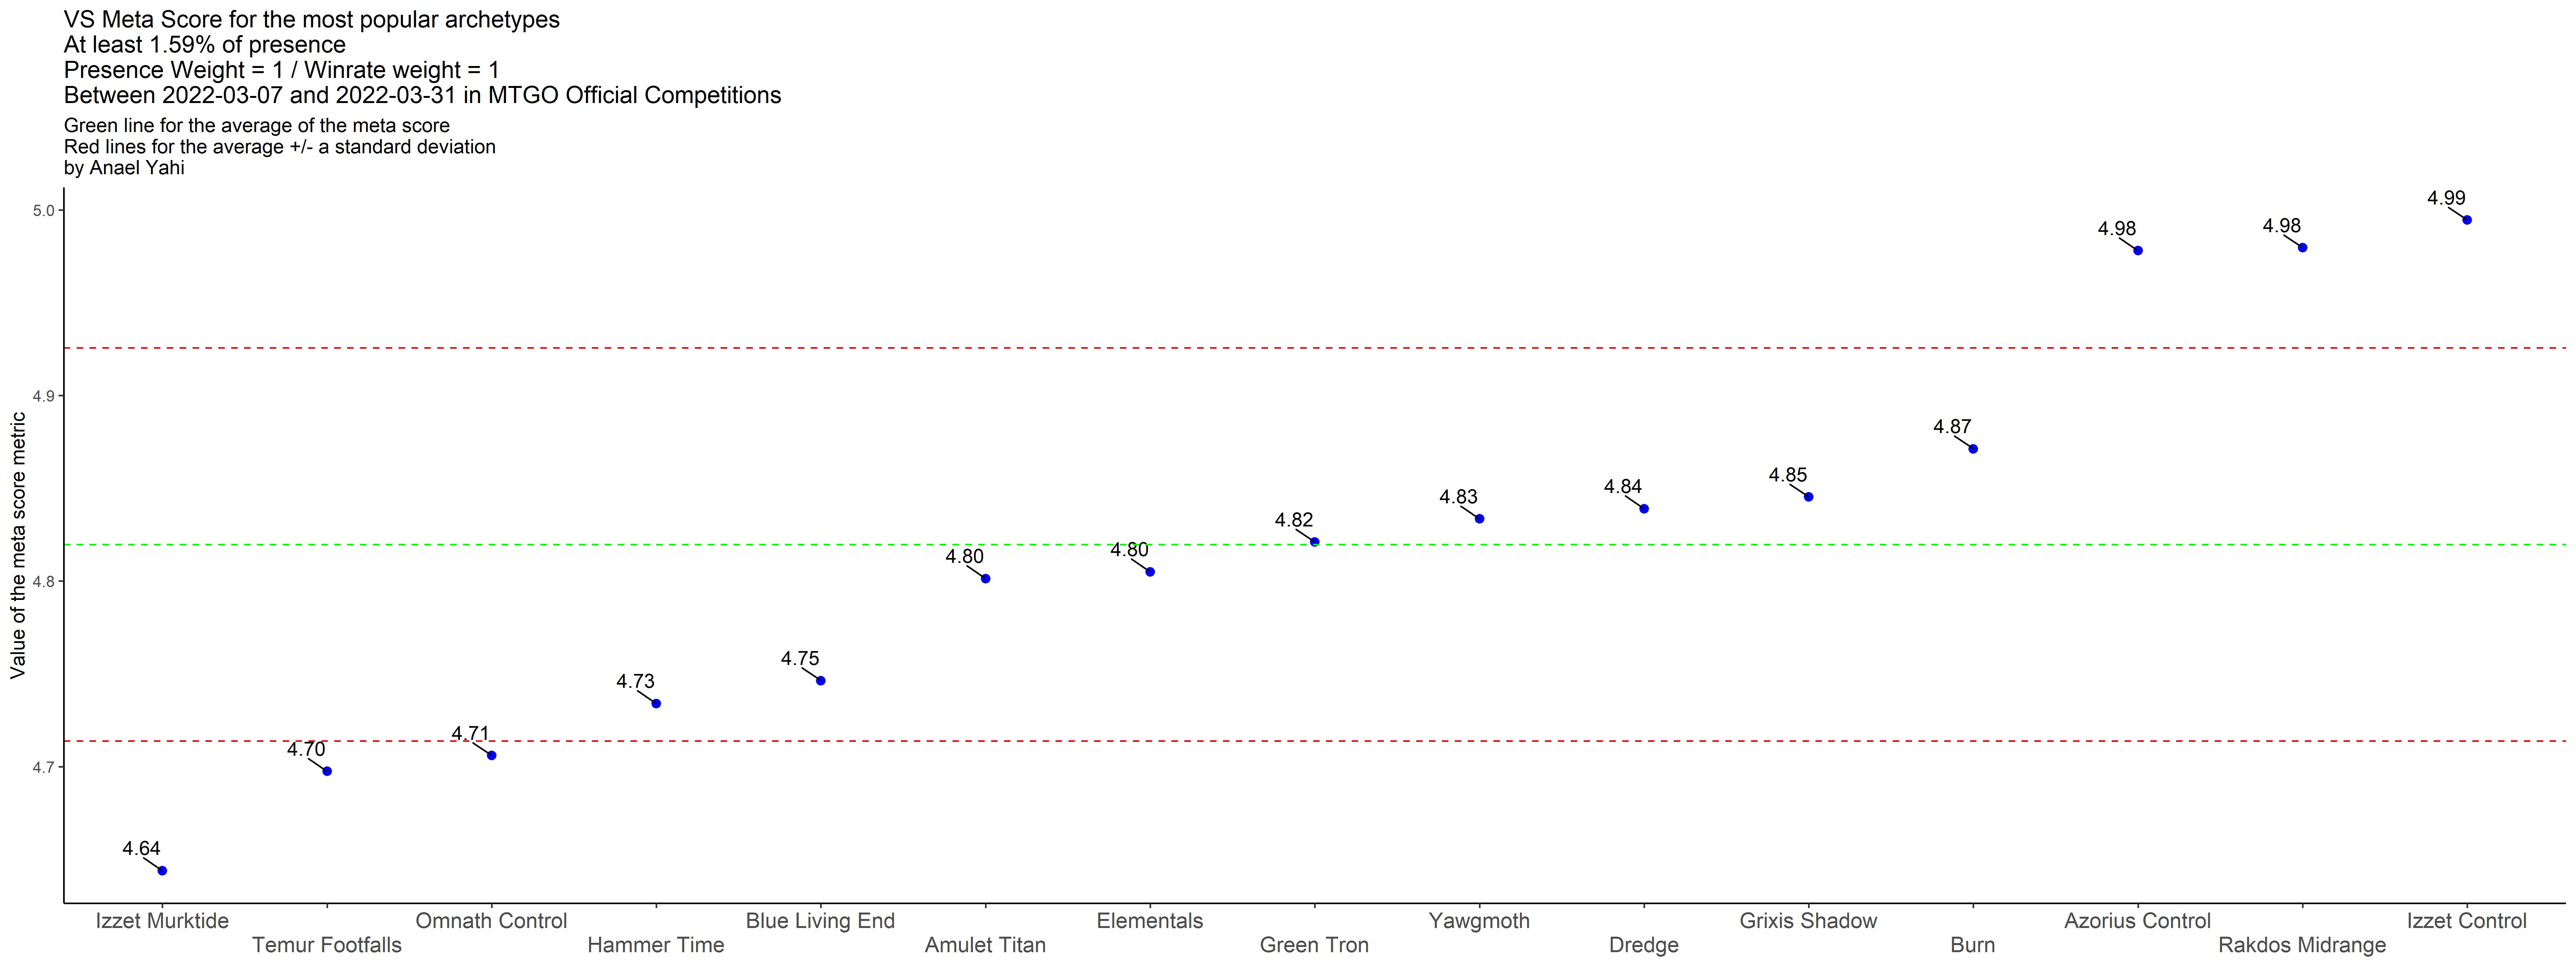 VS Meta Score for the most popular archetypes
At least 1.59% of presence
Presence Weight = 1 / Winrate weight = 1
Between 2022-03-07 and 2022-03-31 in MTGO Official Competitions
Green line for the average of the meta score
Red lines for the average +/- a standard deviation
by Anael Yahi
Value of the meta score metric
5.0
4.9
4.8
4.7
4.64
4.70
4.71
4.73
4.75
4.80
4.80
4.82
4.83
4.84
4.85
4.87
4.98
4.98
4.99
Izzet Murktide
Temur Footfalls
Omnath Control
Hammer Time
Blue Living End
Amulet Titan
Elementals
Green Tron
Yawgmoth
Dredge
Grixis Shadow
Burn
Azorius Control
Rakdos Midrange
Izzet Control